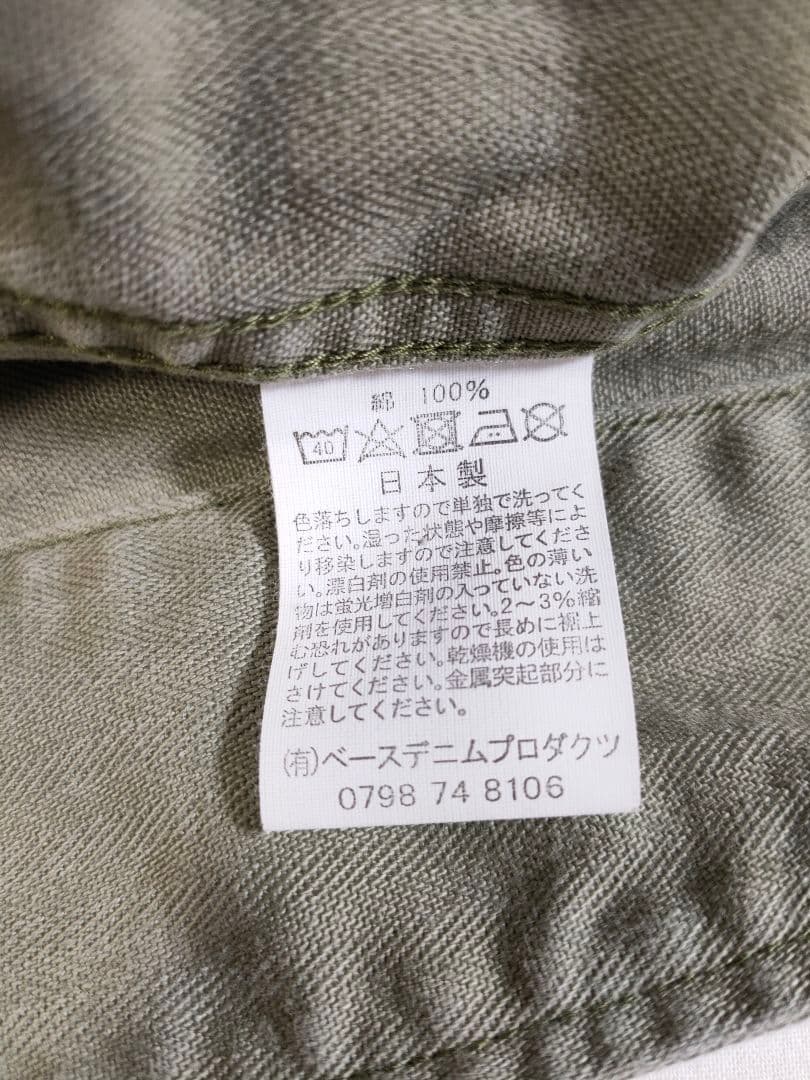 綿 100%
40
日本製
色落ちしますので単独で洗ってく
ださい。湿った状態や摩擦等によ
り移染しますので注意してくださ
い。漂白剤の使用禁止。色の薄い
物は蛍光増白剤の入っていない洗
剤を使用してください。2〜3%縮
む恐れがありますので長めに裾上
げしてください。乾燥機の使用は
さけてください。金属突起部分に
注意してください。
(有)ベースデニムプロダクツ
0798 74 8106